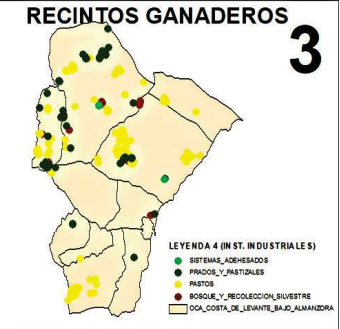 RECINTOS GANADEROS
3
LEYENDA 4 (INST. INDUSTRIALES)
SISTEMAS_ADEHESADOS
PRADOS_Y_PASTIZALES
PASTOS
BOSQUE_Y_RECOLECCION_SILVESTRE
OCA_COSTA_DE_LEVANTE_BAJO_ALMANZORA